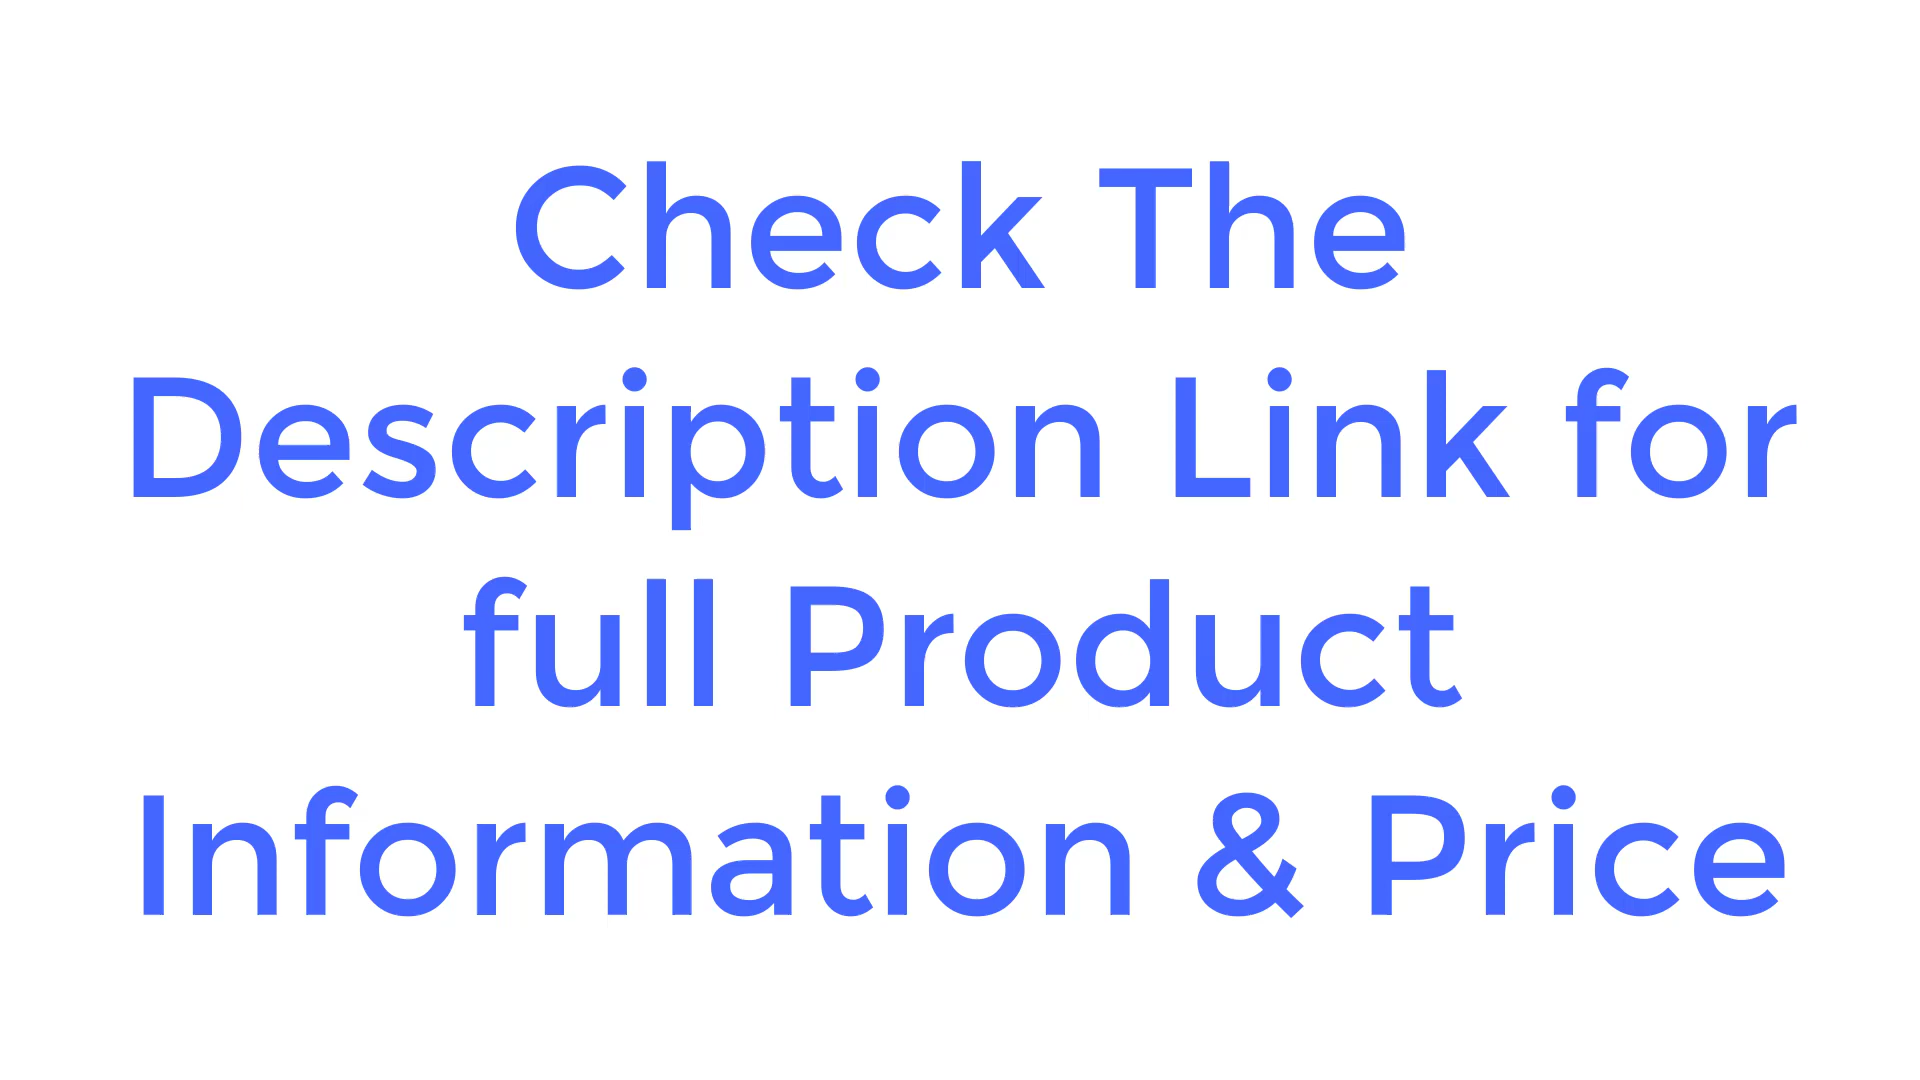 Check The
Description Link for
full Product
Information & Price